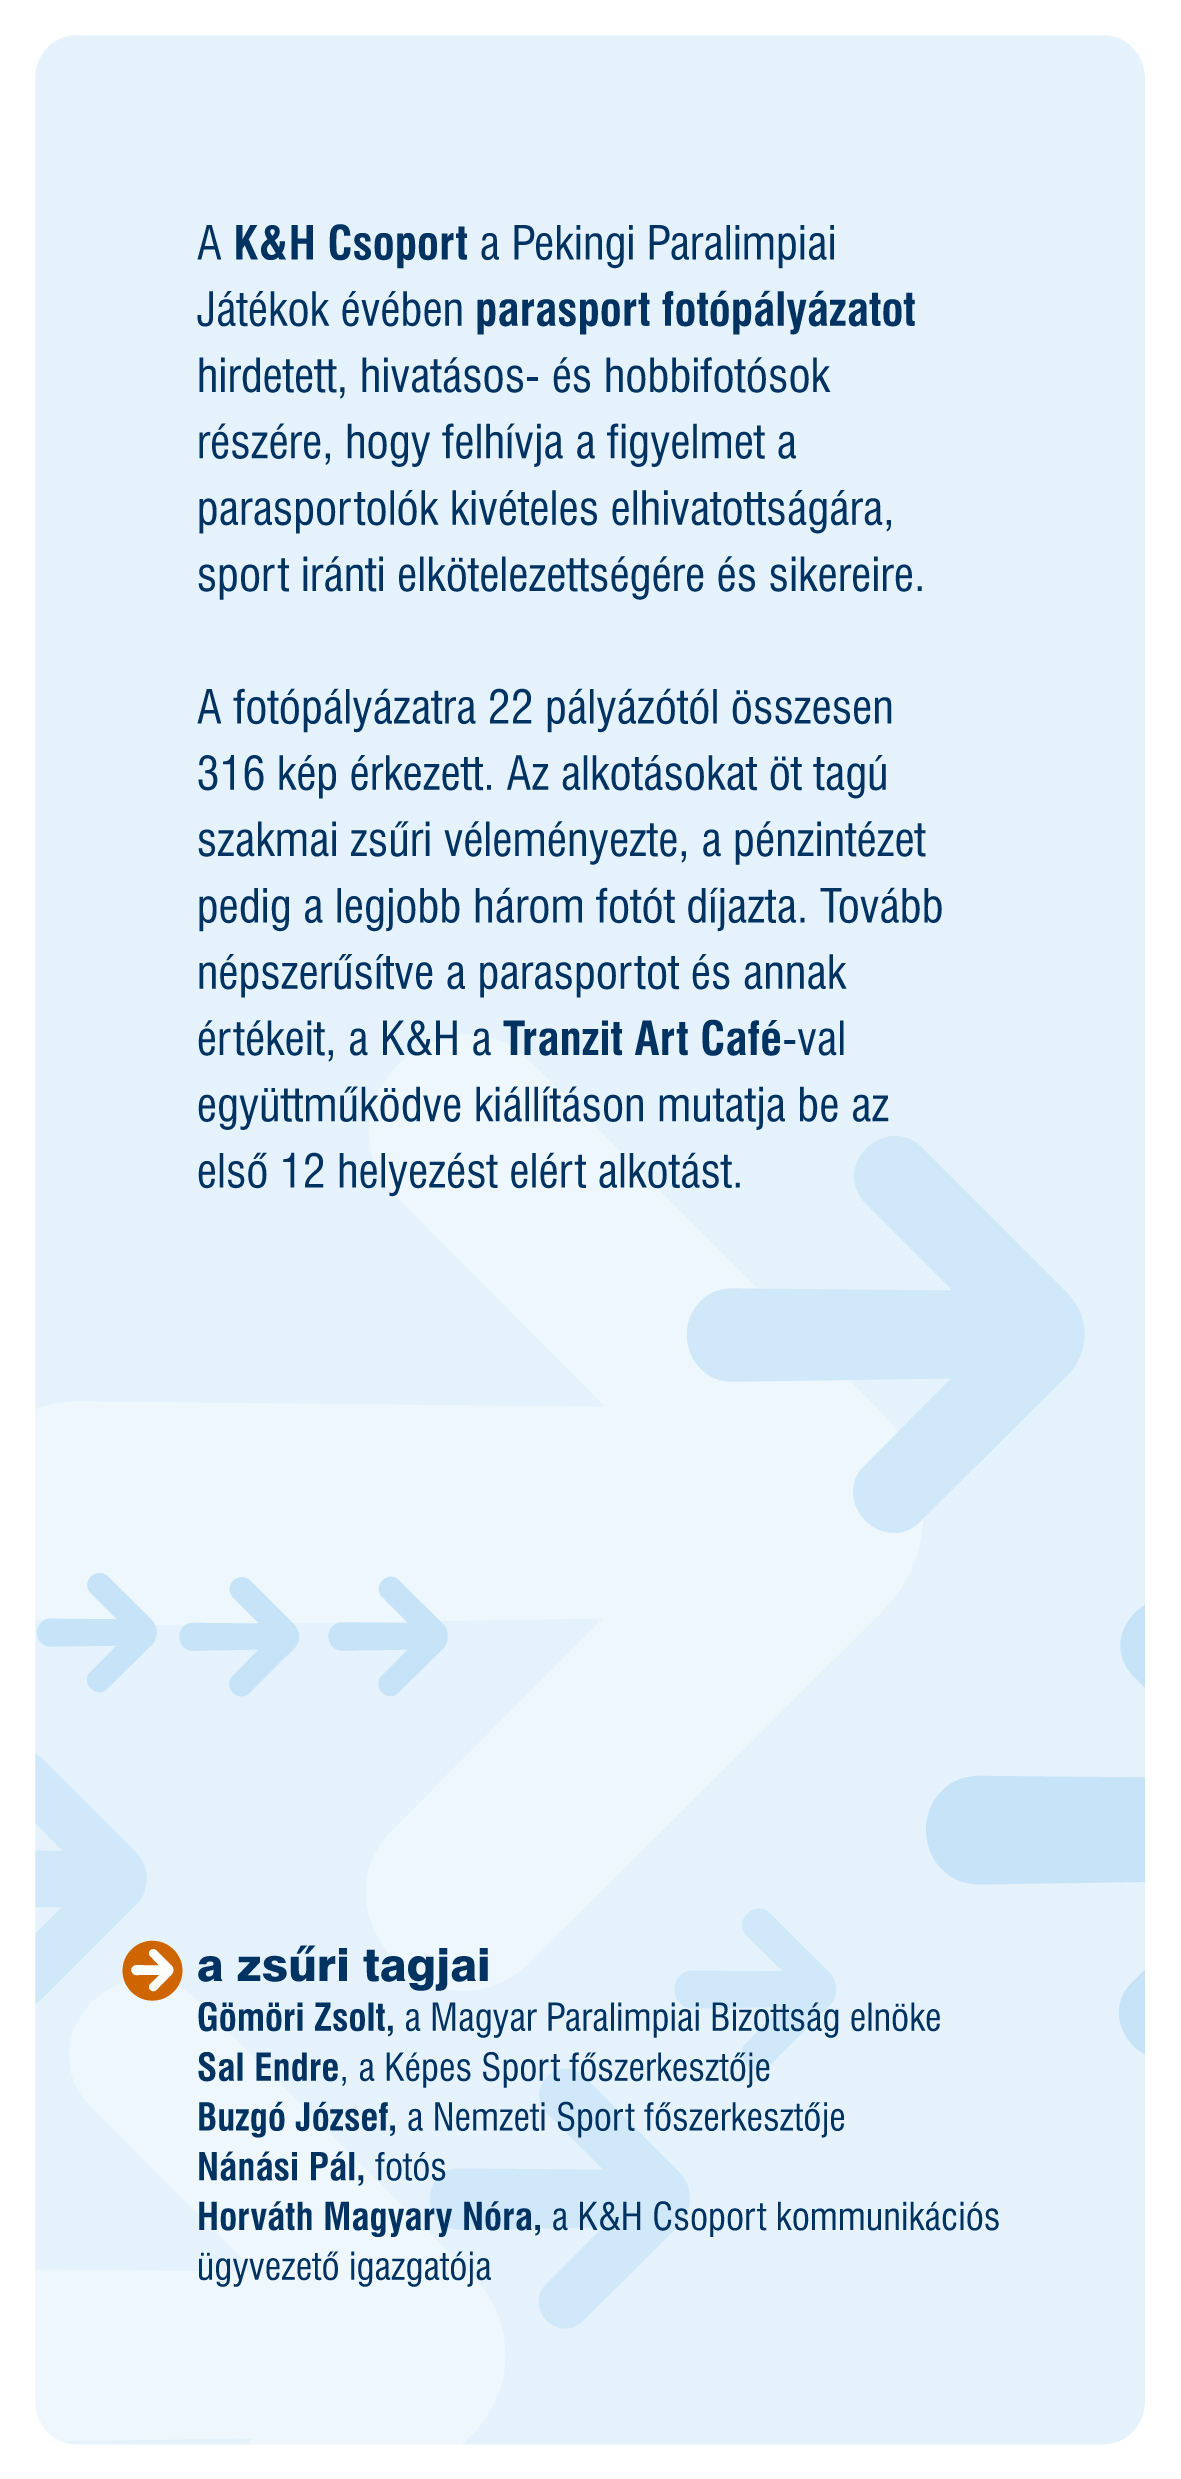 A K&H Csoport a Pekingi Paralimpiai
Játékok évében parasport fotópályázatot
hirdetett, hivatásos- és hobbifotósok
részére, hogy felhívja a figyelmet a
parasportolók kivételes elhivatottságára,
sport iránti elkötelezettségére és sikereire.
A fotópályázatra 22 pályázótól összesen
316 kép érkezett. Az alkotásokat öt tagú
szakmai zsűri véleményezte, a pénzintézet
pedig a legjobb három fotót díjazta. Tovább
népszerűsítve a parasportot és annak
értékeit, a K&H a Tranzit Art Café-val
együttműködve kiállításon mutatja be az
első 12 helyezést elért alkotást.
a zsűri tagjai
Gömöri Zsolt, a Magyar Paralimpiai Bizottság elnöke
Sal Endre, a Képes Sport főszerkesztője
Buzgó József, a Nemzeti Sport főszerkesztője
Nánási Pál, fotós
Horváth Magyary Nóra, a K&H Csoport kommunikációs
ügyvezető igazgatója